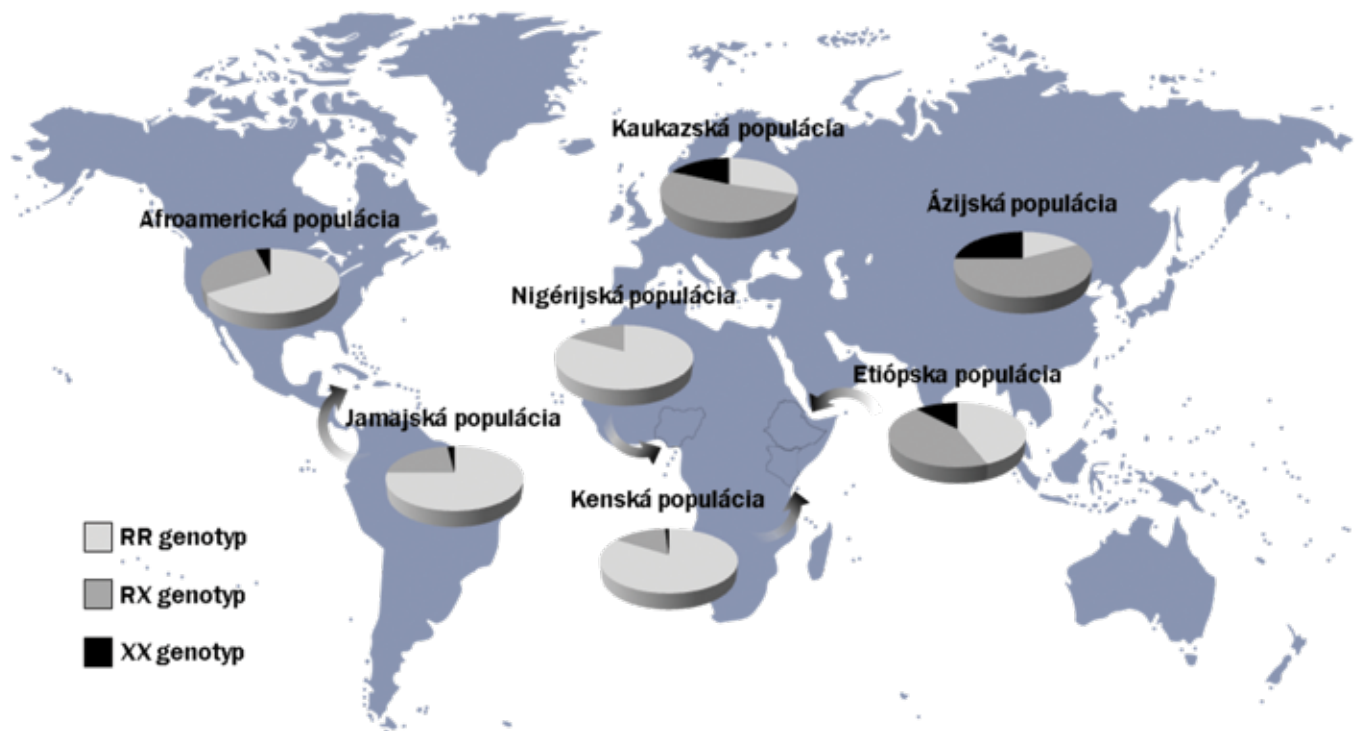 Kaukazská populácia
Afroamerická populácia
Ázijská populácia
Nigérijská populácia
Etiópska populácia
Jamajská populácia
Kenská populácia
RR genotyp
RX genotyp
XX genotyp